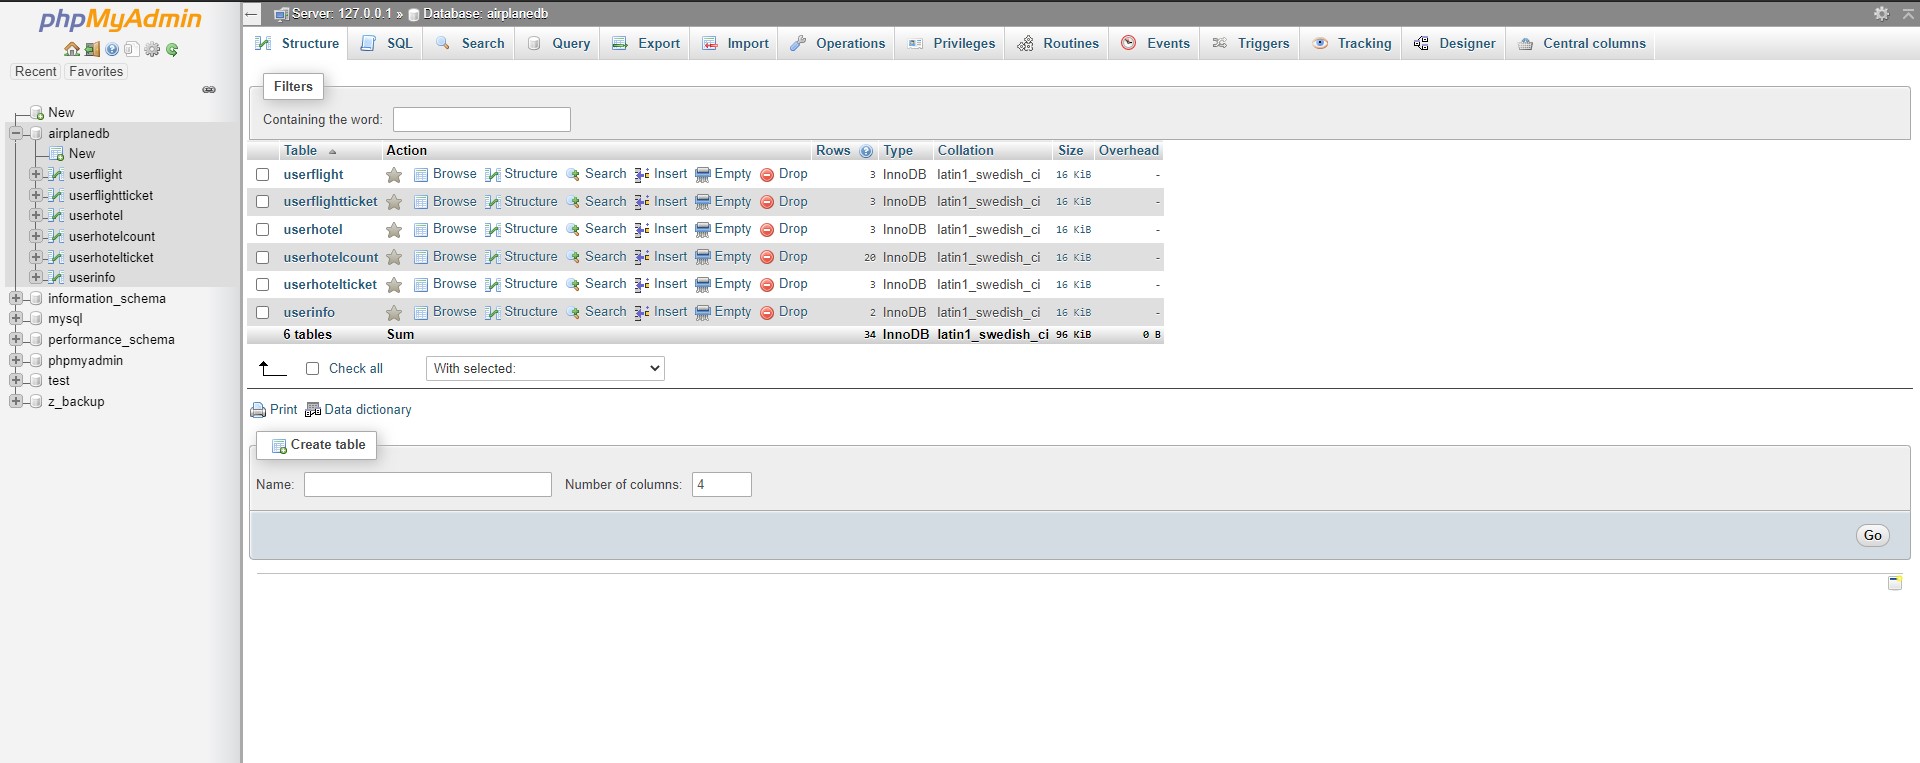 phpMyAdmin
Recent Favorites
New
airplanedb
New
userflight
userflightticket
userhotel
userhotelcount
userhotelticket
userinfo
information_schema
mysql
performance_schema
phpmyadmin
test
z_backup
Server: 127.0.0.1 » Database: airplanedb
Structure SQL Search Query Export Import Operations Privileges Routines Events Triggers Tracking Designer Central columns
Filters
Containing the word:
Table Action Rows Type Collation Size Overhead
userflight Browse Structure Search Insert Empty Drop 3 InnoDB latin1_swedish_ci 16 KiB -
userflightticket Browse Structure Search Insert Empty Drop 3 InnoDB latin1_swedish_ci 16 KiB -
userhotel Browse Structure Search Insert Empty Drop 3 InnoDB latin1_swedish_ci 16 KiB -
userhotelcount Browse Structure Search Insert Empty Drop 20 InnoDB latin1_swedish_ci 16 KiB -
userhotelticket Browse Structure Search Insert Empty Drop 3 InnoDB latin1_swedish_ci 16 KiB -
userinfo Browse Structure Search Insert Empty Drop 2 InnoDB latin1_swedish_ci 16 KiB -
6 tables Sum 34 InnoDB latin1_swedish_ci 96 KiB 0 B
Check all With selected:
Print Data dictionary
Create table
Name: Number of columns: 4
Go